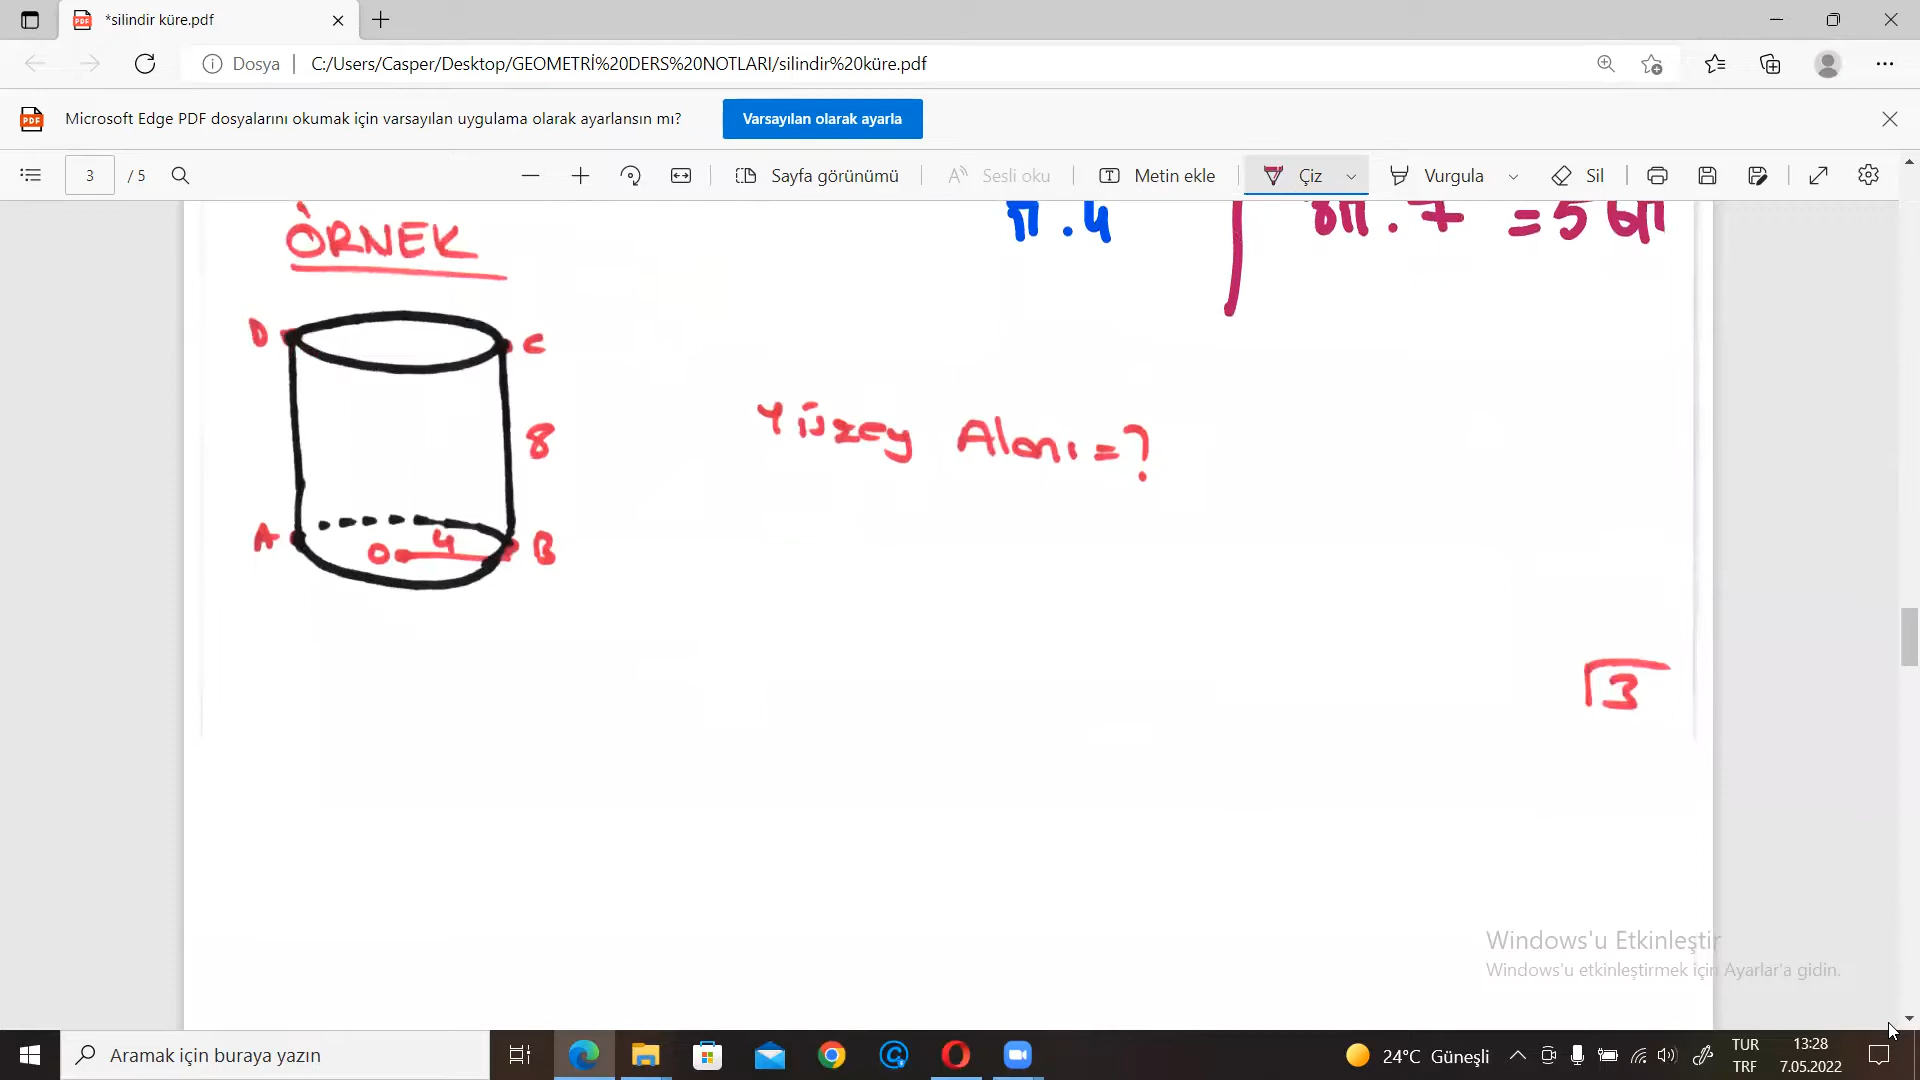 *silindir küre.pdf
Dosya | C:/Users/Casper/Desktop/GEOMETRİ%20DERS%20NOTLARI/silindir%20küre.pdf
Microsoft Edge PDF dosyalarını okumak için varsayılan uygulama olarak ayarlansın mı? Varsayılan olarak ayarla
3 / 5 Sayfa görünümü Sesli oku Metin ekle Çiz Vurgula Sil
π . 4 8π . 7 = 56π
ÖRNEK
D C
8
Yüzey Alanı = ?
A O 4 B
3
Windows'u Etkinleştir
Windows'u etkinleştirmek için Ayarlar'a gidin.
Aramak için buraya yazın
24°C Güneşli
TUR
TRF
13:28
7.05.2022